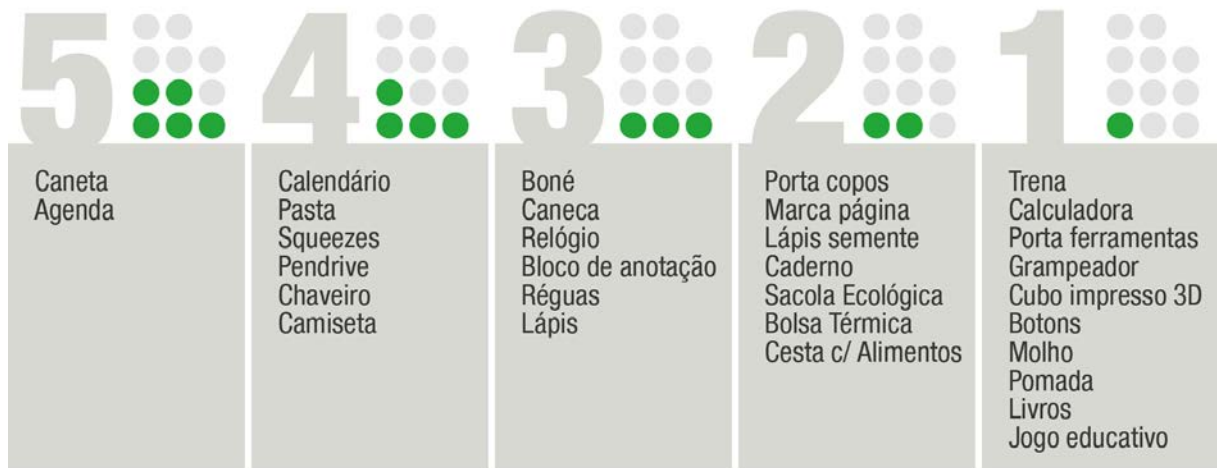 5
Caneta
Agenda
4
Calendário
Pasta
Squeezes
Pendrive
Chaveiro
Camiseta
3
Boné
Caneca
Relógio
Bloco de anotação
Réguas
Lápis
2
Porta copos
Marca página
Lápis semente
Caderno
Sacola Ecológica
Bolsa Térmica
Cesta c/ Alimentos
1
Trena
Calculadora
Porta ferramentas
Grampeador
Cubo impresso 3D
Botons
Molho
Pomada
Livros
Jogo educativo